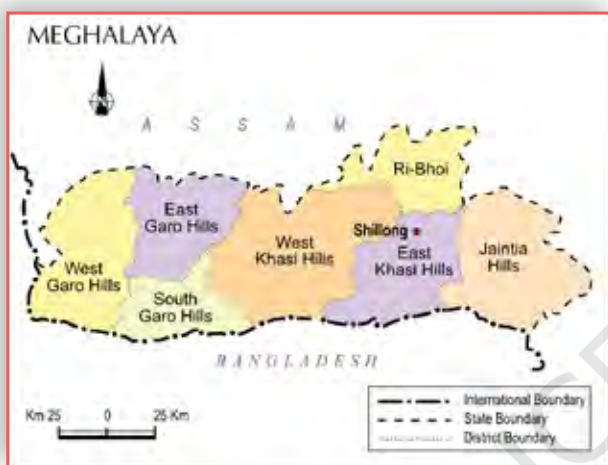 MEGHALAYA
N
A S S A M
Ri-Bhoi
East
Garo Hills
Shillong
West
Khasi Hills
East
Khasi Hills
Jaintia
Hills
West
Garo Hills
South
Garo Hills
BANGLADESH
Km 25 0 25 Km
International Boundary
State Boundary
District Boundary